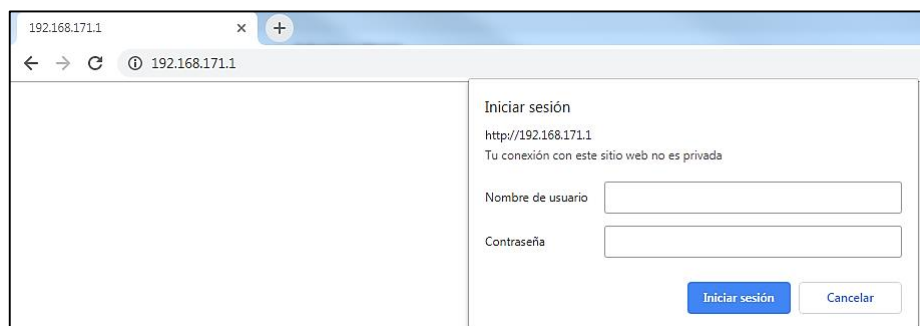 192.168.171.1
192.168.171.1
Iniciar sesión
http://192.168.171.1
Tu conexión con este sitio web no es privada
Nombre de usuario
Contraseña
Iniciar sesión Cancelar